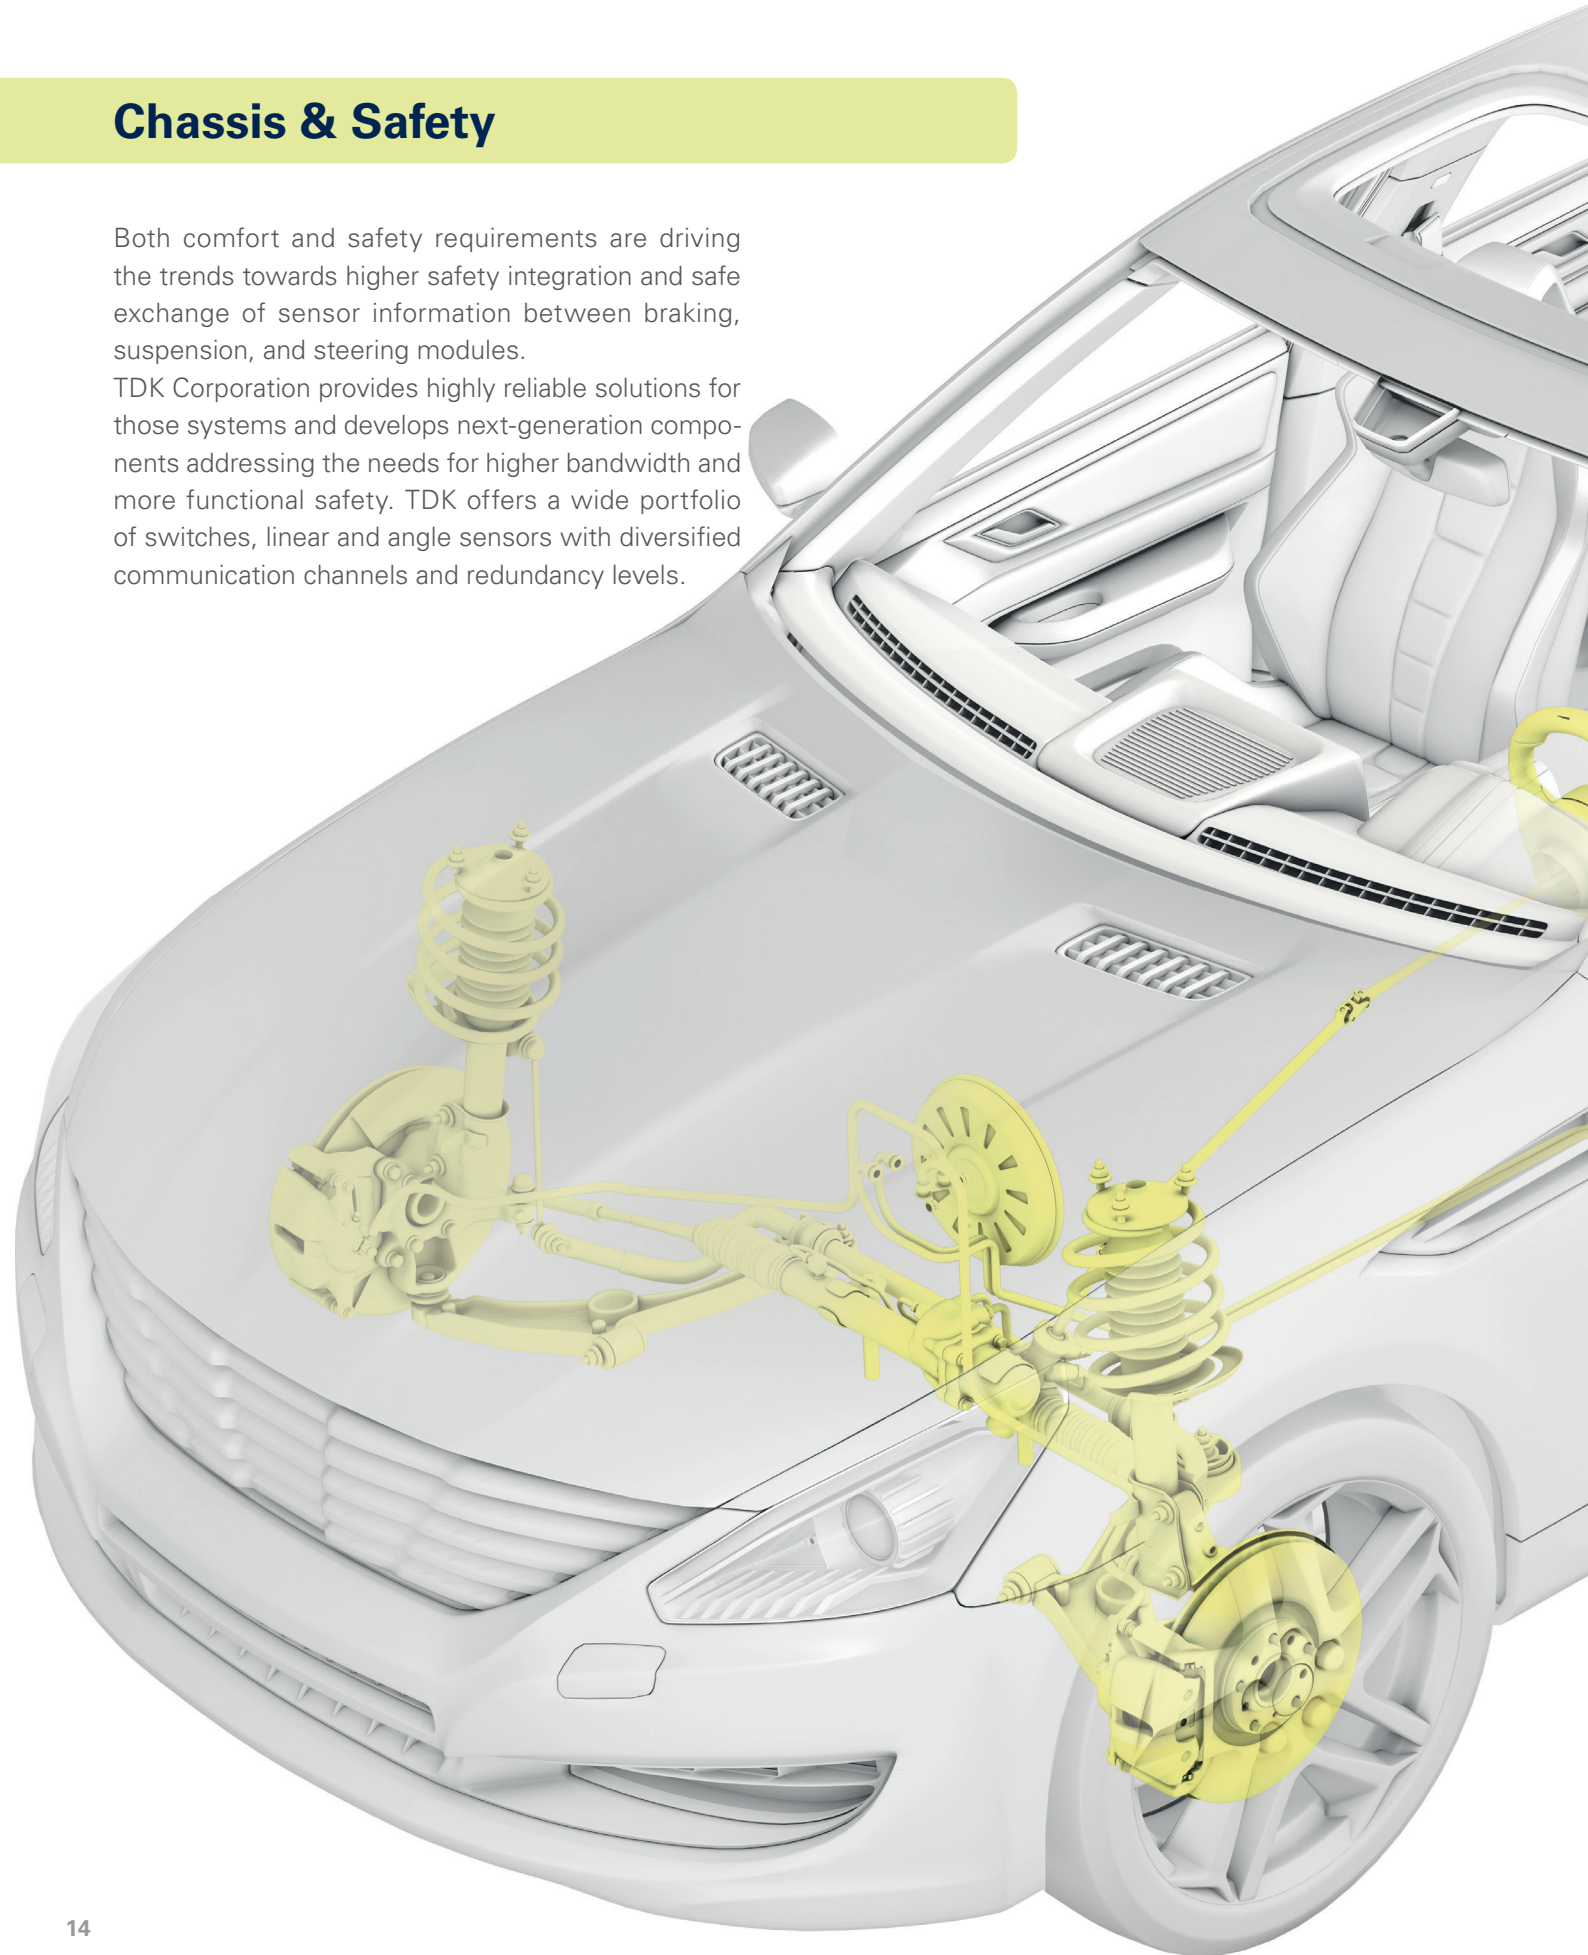 Chassis & Safety
Both comfort and safety requirements are driving
the trends towards higher safety integration and safe
exchange of sensor information between braking,
suspension, and steering modules.
TDK Corporation provides highly reliable solutions for
those systems and develops next-generation compo-
nents addressing the needs for higher bandwidth and
more functional safety. TDK offers a wide portfolio
of switches, linear and angle sensors with diversified
communication channels and redundancy levels.
14